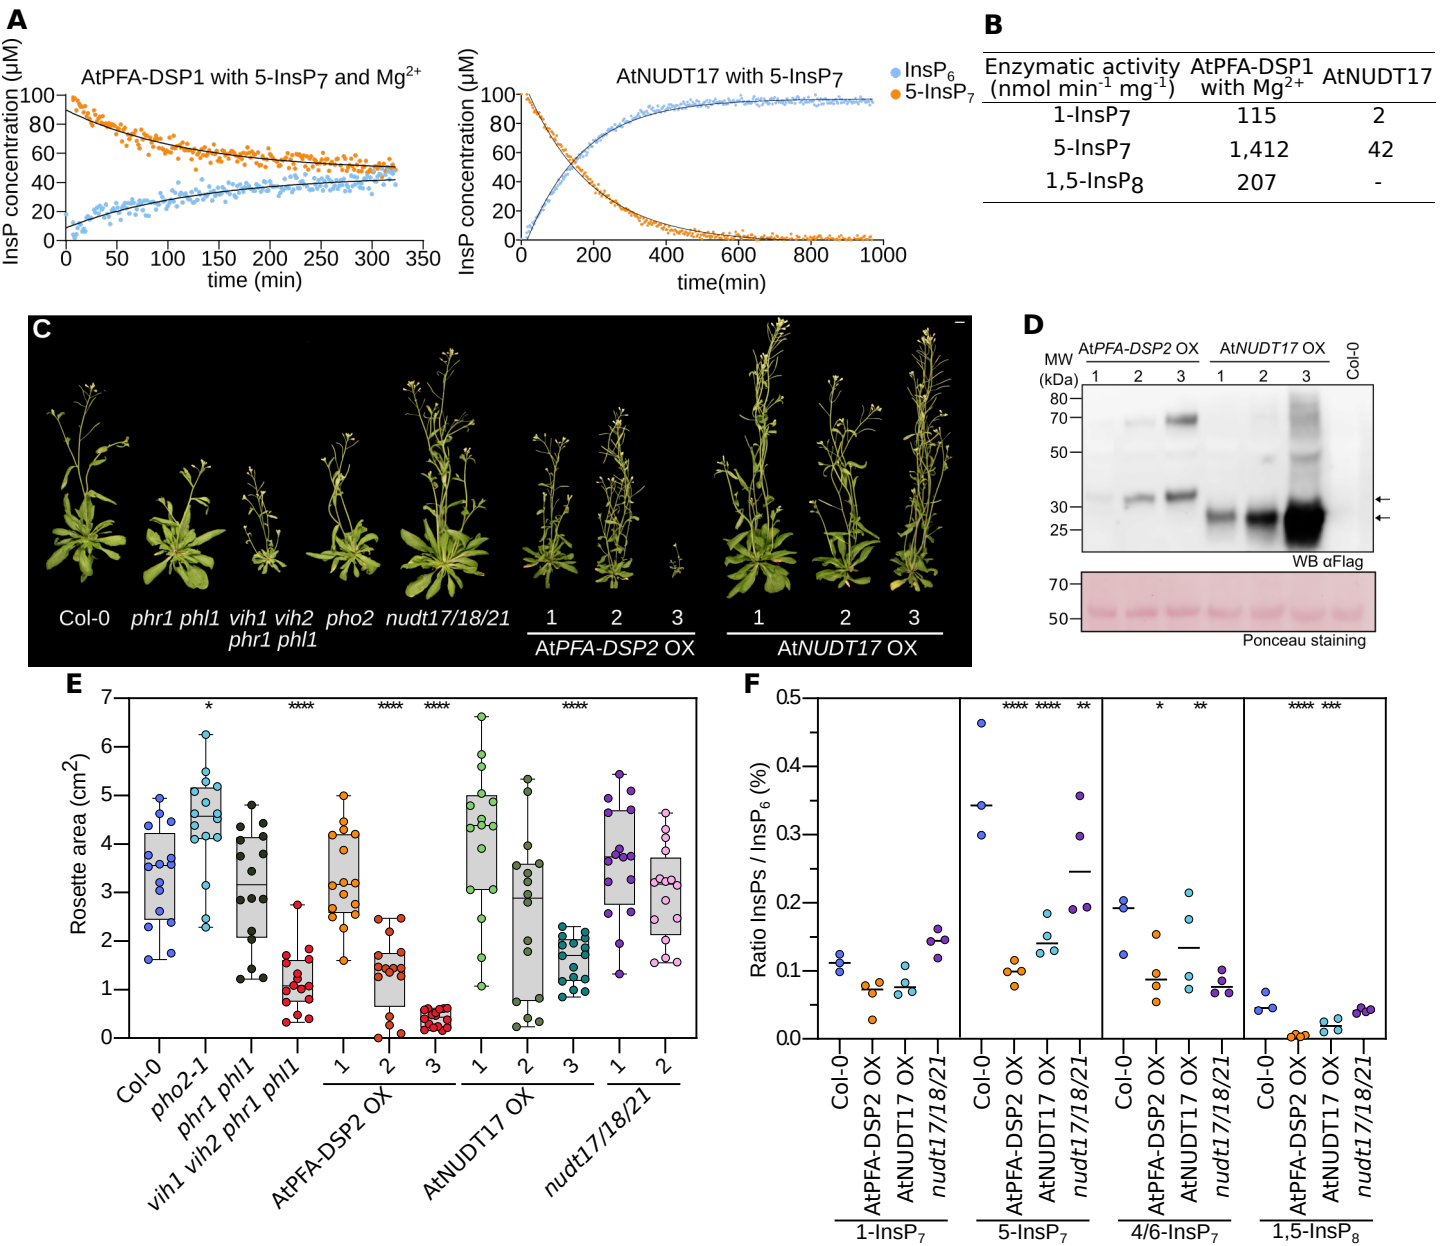 A
AtPFA-DSP1 with 5-InsP7 and Mg2+
InsP concentration (µM)
100
80
60
40
20
0
0 50 100 150 200 250 300 350
time (min)
AtNUDT17 with 5-InsP7
InsP concentration (µM)
100
80
60
40
20
0
0 200 400 600 800 1000
time(min)
InsP6
5-InsP7
B
Enzymatic activity (nmol min-1 mg-1) AtPFA-DSP1 with Mg2+ AtNUDT17
1-InsP7 115 2
5-InsP7 1,412 42
1,5-InsP8 207 -
C
Col-0 phr1 phl1 vih1 vih2 phr1 phl1 pho2 nudt17/18/21
1 2 3
AtPFA-DSP2 OX
1 2 3
AtNUDT17 OX
D
AtPFA-DSP2 OX AtNUDT17 OX Col-0
MW (kDa)
1 2 3 1 2 3
80
70
50
30
25
WB αFlag
70
50
Ponceau staining
E
Rosette area (cm2)
7
6
5
4
3
2
1
0
* **** **** **** ****
Col-0
pho2-1
phr1 phl1
vih1 vih2 phr1 phl1
1 2 3
AtPFA-DSP2 OX
1 2 3
AtNUDT17 OX
1 2
nudt17/18/21
F
Ratio InsPs / InsP6 (%)
0.5
0.4
0.3
0.2
0.1
0.0
**** **** ** * ** **** ***
Col-0 AtPFA-DSP2 OX AtNUDT17 OX nudt17/18/21
1-InsP7
Col-0 AtPFA-DSP2 OX AtNUDT17 OX nudt17/18/21
5-InsP7
Col-0 AtPFA-DSP2 OX AtNUDT17 OX nudt17/18/21
4/6-InsP7
Col-0 AtPFA-DSP2 OX AtNUDT17 OX nudt17/18/21
1,5-InsP8